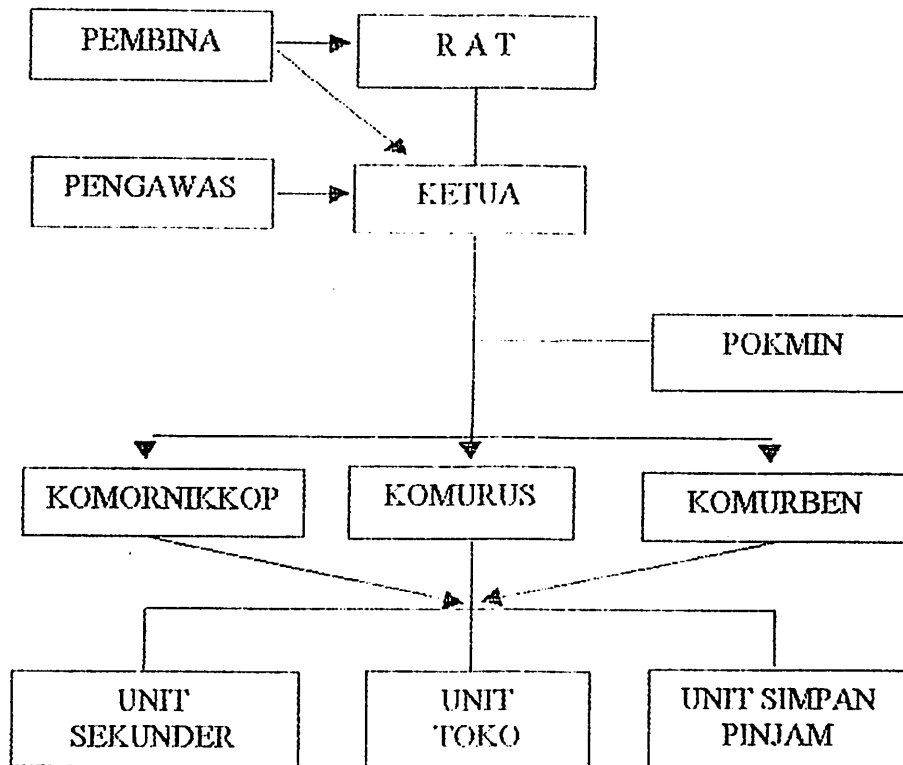 PEMBINA
R A T
PENGAWAS
KETUA
POKMIN
KOMORNIKKOP
KOMURUS
KOMURBEN
UNIT
SEKUNDER
UNIT
TOKO
UNIT SIMPAN
PINJAM